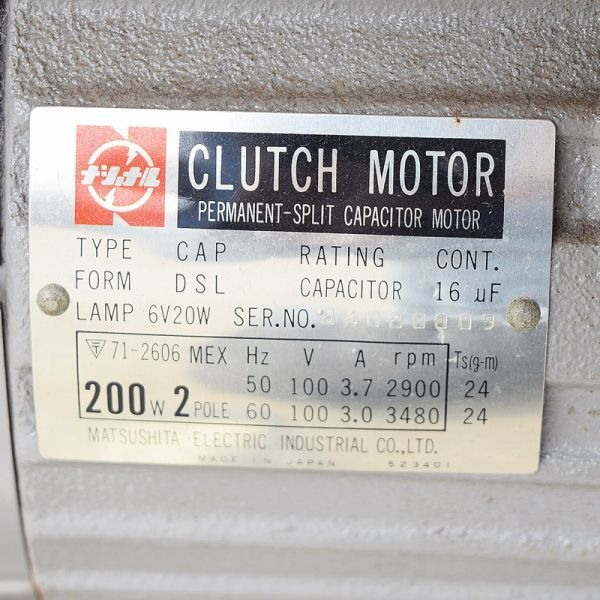 ナショナル
CLUTCH MOTOR
PERMANENT-SPLIT CAPACITOR MOTOR
TYPE CAP RATING CONT.
FORM DSL CAPACITOR 16 µF
LAMP 6V20W SER.NO.
〒 71-2606 MEX Hz V A rpm Ts(g-m)
50 100 3.7 2900 24
200W 2 POLE 60 100 3.0 3480 24
MATSUSHITA ELECTRIC INDUSTRIAL CO.,LTD.
MADE IN JAPAN 523401